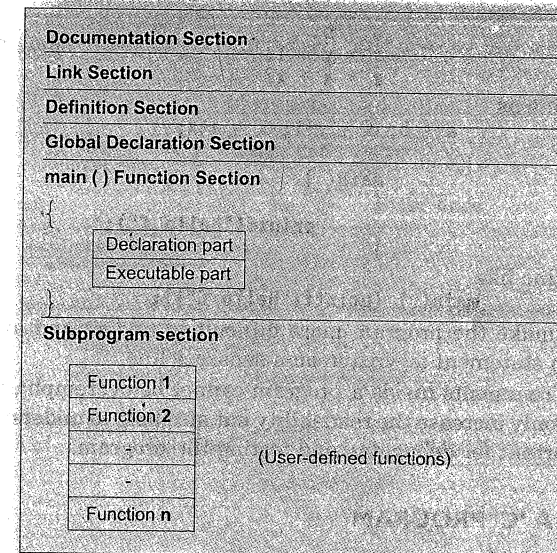 Documentation Section
Link Section
Definition Section
Global Declaration Section
main ( ) Function Section
{
Declaration part
Executable part
}
Subprogram section
Function 1
Function 2
-
-
(User-defined functions)
Function n